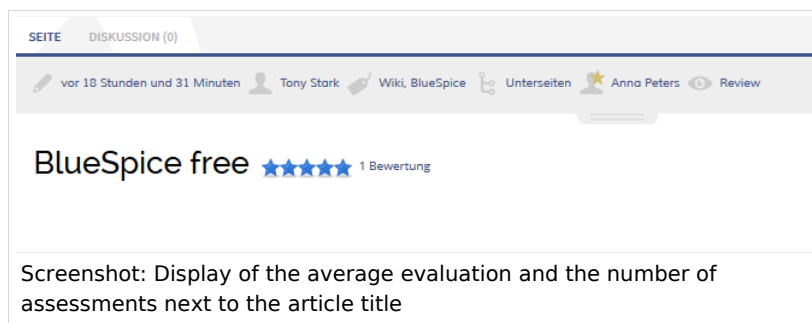 SEITE DISKUSSION (0)
vor 18 Stunden und 31 Minuten Tony Stark Wiki, BlueSpice Unterseiten Anna Peters Review
BlueSpice free 1 Bewertung
Screenshot: Display of the average evaluation and the number of
assessments next to the article title